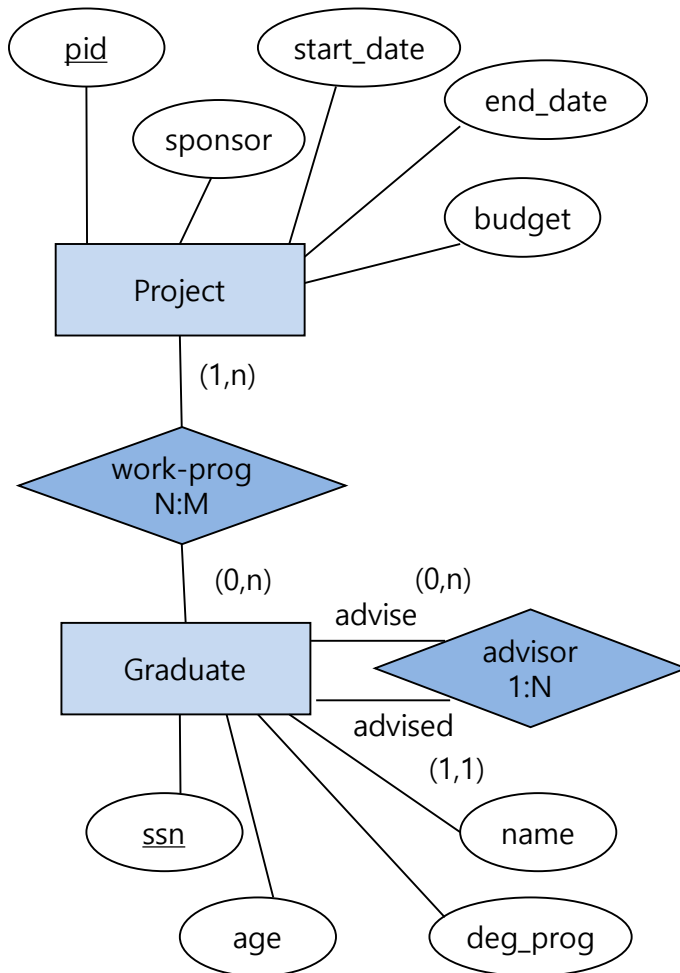 pid
start_date
end_date
sponsor
budget
Project
(1,n)
work-prog
N:M
(0,n)
(0,n)
advise
Graduate
advisor
1:N
advised
(1,1)
ssn
name
age
deg_prog